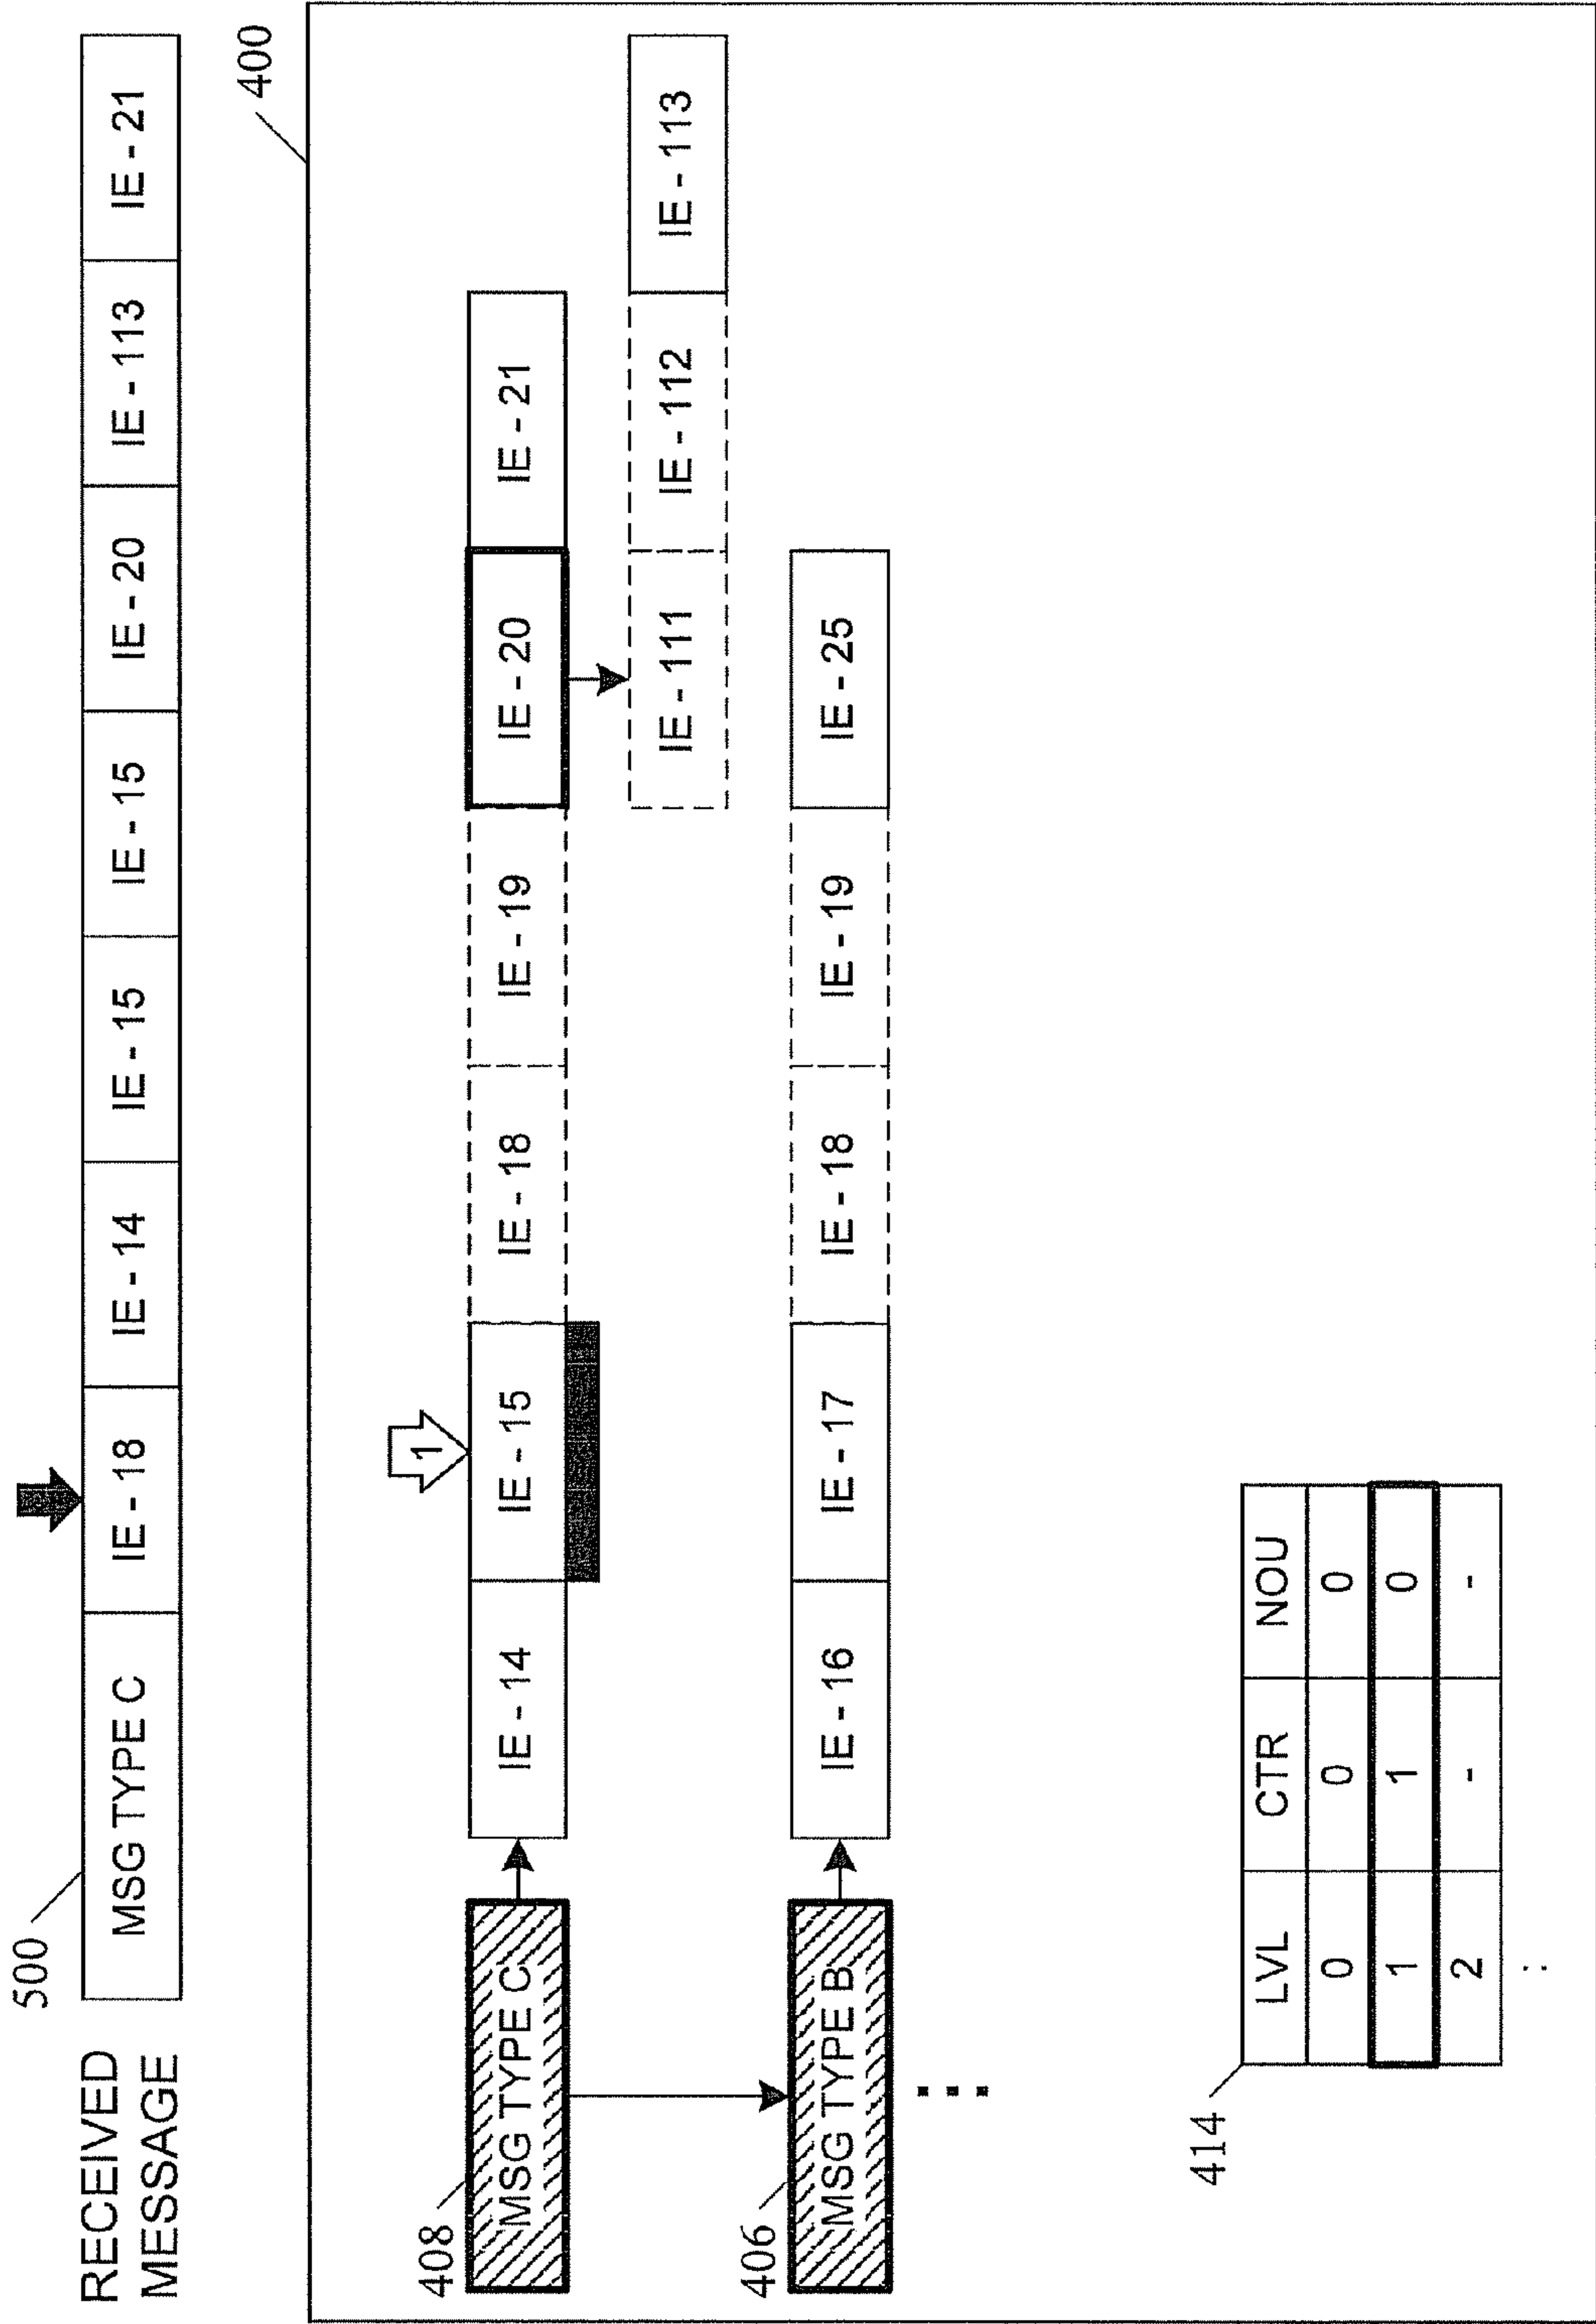 500
RECEIVED MESSAGE
MSG TYPE C IE - 18 IE - 14 IE - 15 IE - 15 IE - 20 IE - 113 IE - 21
400
1
408
MSG TYPE C IE - 14 IE - 15 IE - 18 IE - 19 IE - 20 IE - 21
IE - 111 IE - 112 IE - 113
406
MSG TYPE B IE - 16 IE - 17 IE - 18 IE - 19 IE - 25
⋮
414
LVL CTR NOU
0 0 0
1 1 0
2 - -
: